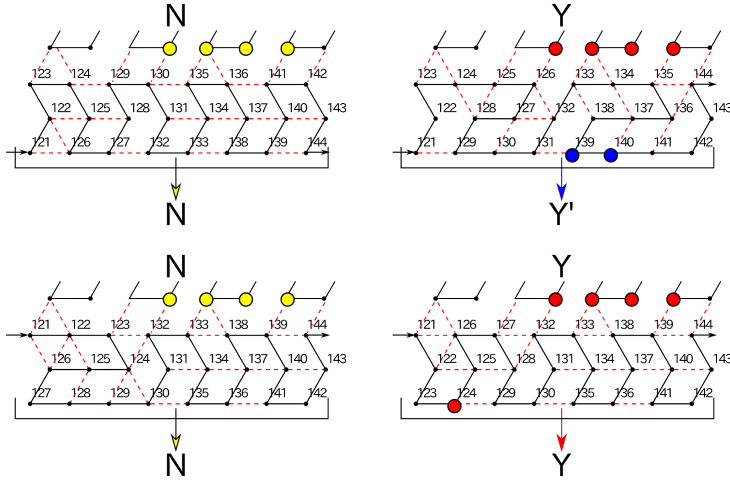 N
123 124 129 130 135 136 141 142
122 125 128 131 134 137 140 143
121 126 127 132 133 138 139 144
N
Y
123 124 125 126 133 134 135 144
122 128 127 132 138 137 136 143
121 129 130 131 139 140 141 142
Y'
N
121 122 123 132 133 138 139 144
126 125 124 131 134 137 140 143
127 128 129 130 135 136 141 142
N
Y
121 126 127 132 133 138 139 144
122 125 128 131 134 137 140 143
123 124 129 130 135 136 141 142
Y